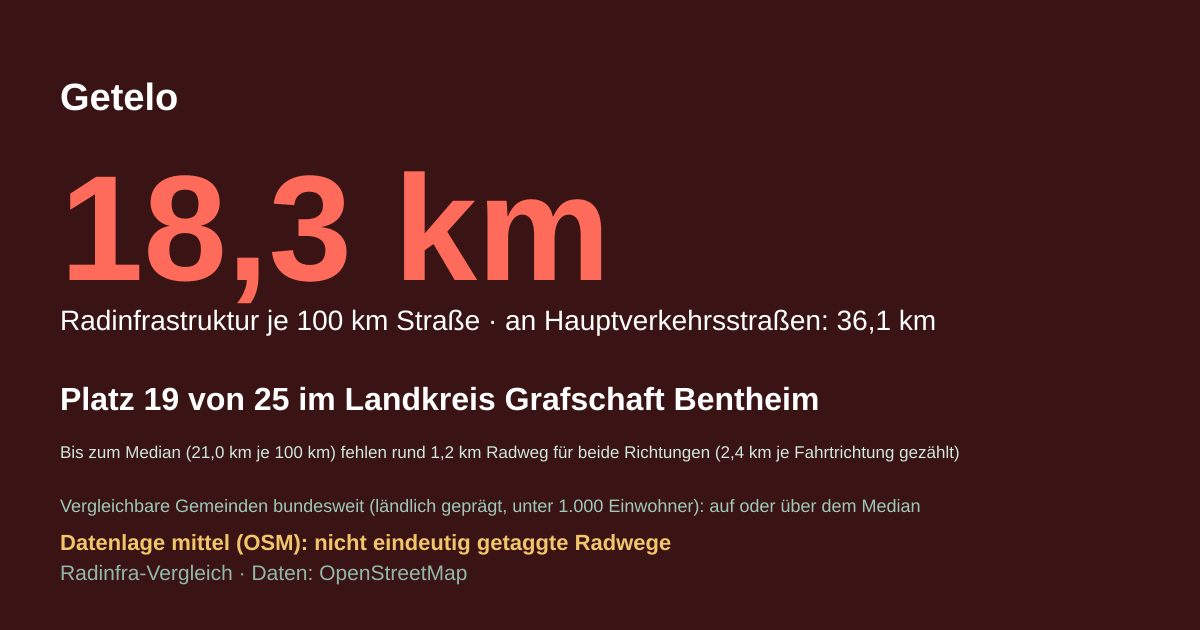 Getelo
18,3 km
Radinfrastruktur je 100 km Straße · an Hauptverkehrsstraßen: 36,1 km
Platz 19 von 25 im Landkreis Grafschaft Bentheim
Bis zum Median (21,0 km je 100 km) fehlen rund 1,2 km Radweg für beide Richtungen (2,4 km je Fahrtrichtung gezählt)
Vergleichbare Gemeinden bundesweit (ländlich geprägt, unter 1.000 Einwohner): auf oder über dem Median
Datenlage mittel (OSM): nicht eindeutig getaggte Radwege
Radinfra-Vergleich · Daten: OpenStreetMap